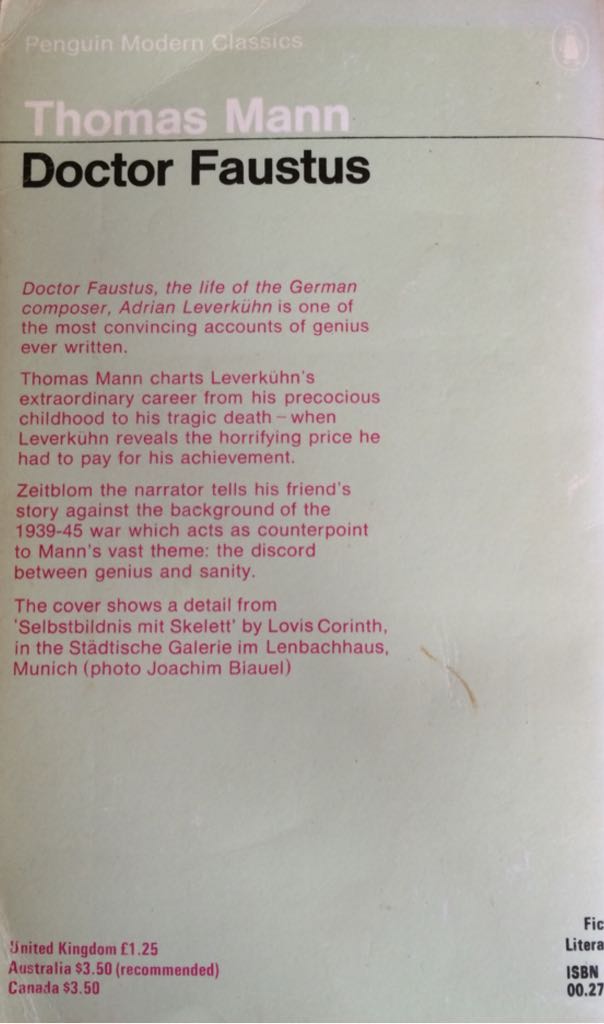 Penguin Modern Classics
Thomas Mann
Doctor Faustus
Doctor Faustus, the life of the German
composer, Adrian Leverkühn is one of
the most convincing accounts of genius
ever written.
Thomas Mann charts Leverkühn's
extraordinary career from his precocious
childhood to his tragic death – when
Leverkühn reveals the horrifying price he
had to pay for his achievement.
Zeitblom the narrator tells his friend's
story against the background of the
1939-45 war which acts as counterpoint
to Mann's vast theme: the discord
between genius and sanity.
The cover shows a detail from
'Selbstbildnis mit Skelett' by Lovis Corinth,
in the Städtische Galerie im Lenbachhaus,
Munich (photo Joachim Biauel)
United Kingdom £1.25
Australia $3.50 (recommended)
Canada $3.50
Fic
Litera
ISBN
00.27